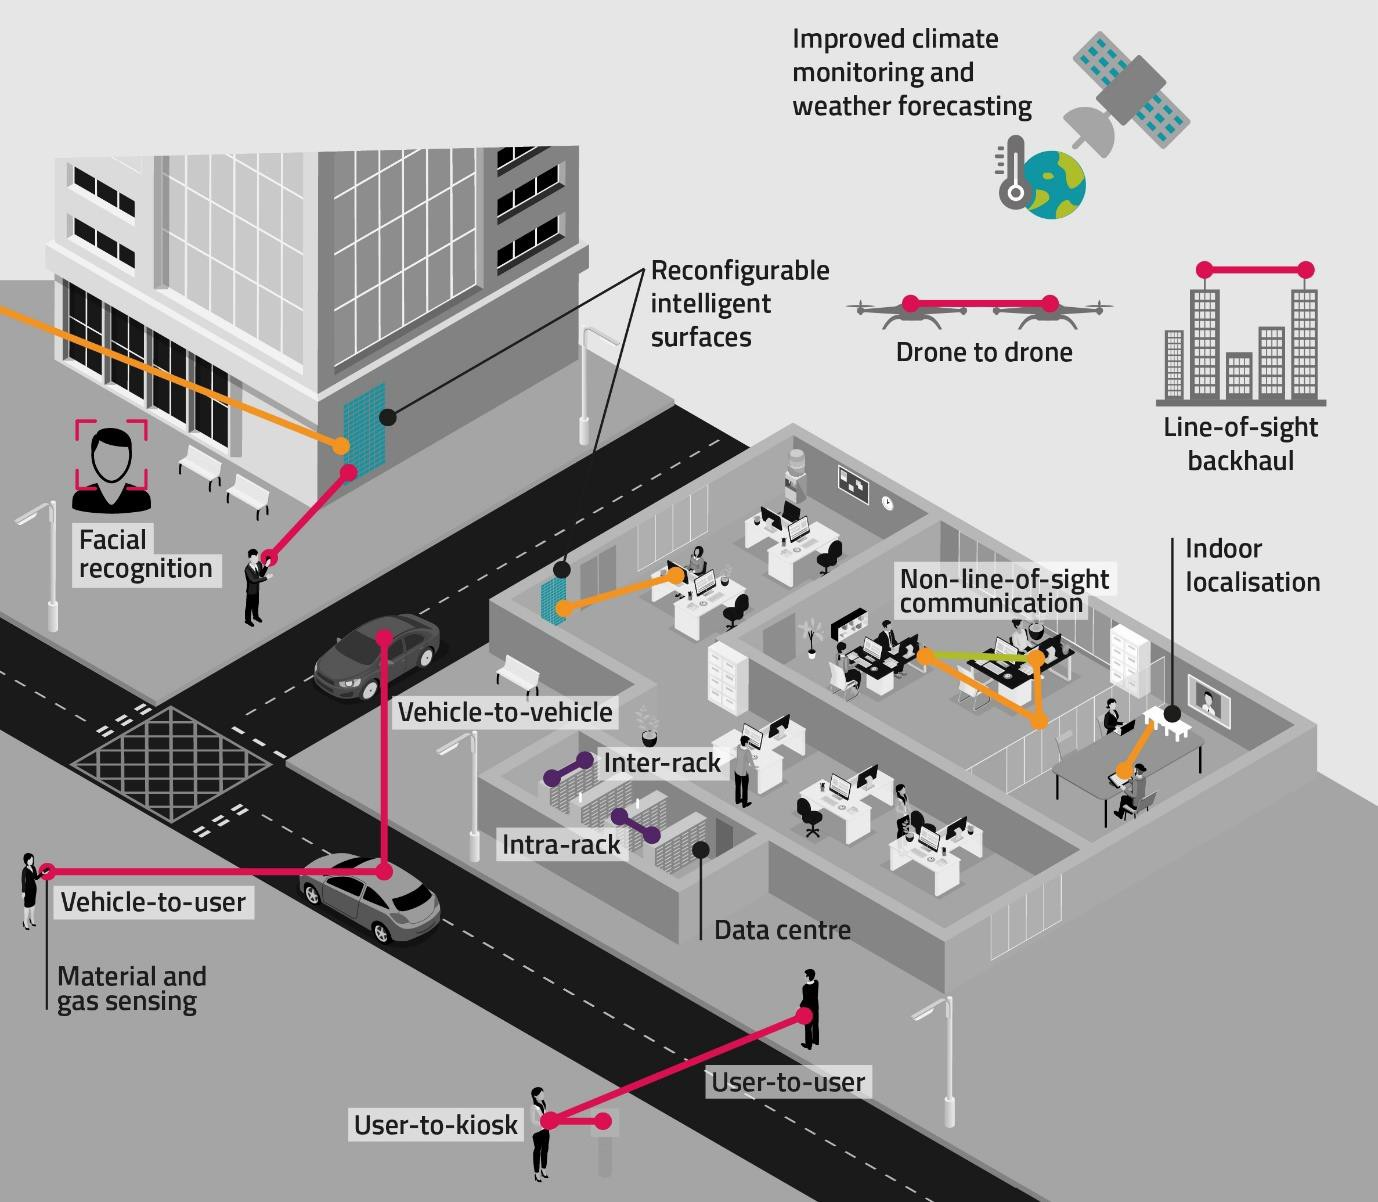 Improved climate
monitoring and
weather forecasting
Reconfigurable
intelligent
surfaces
Drone to drone
Line-of-sight
backhaul
Facial
recognition
Indoor
localisation
Non-line-of-sight
communication
Vehicle-to-vehicle
Inter-rack
Intra-rack
Vehicle-to-user
Data centre
Material and
gas sensing
User-to-user
User-to-kiosk